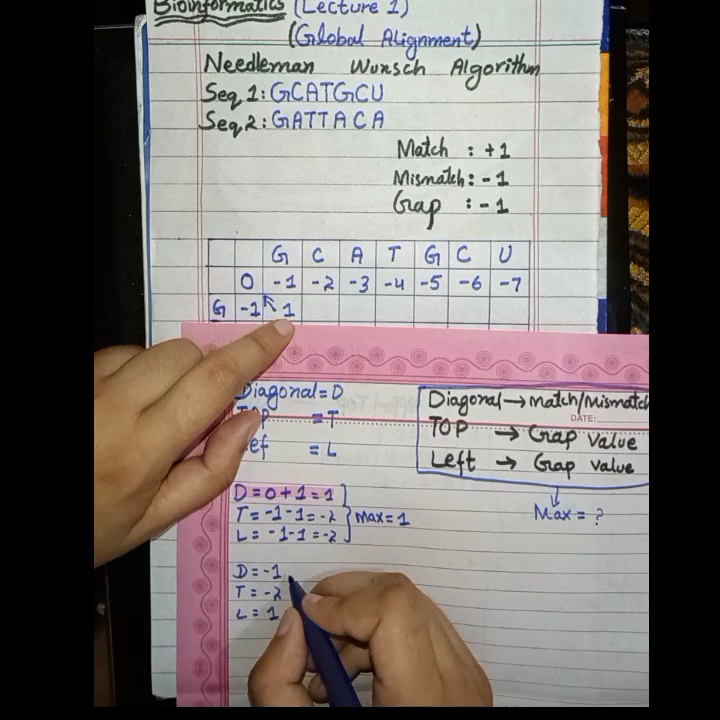 Bioinformatics (Lecture 1)
(Global Alignment)
Needleman Wunsch Algorithm
Seq 1: GCATGCU
Seq 2: GATTACA
Match : +1
Mismatch : -1
Gap : -1
G C A T G C U
0 -1 -2 -3 -4 -5 -6 -7
G -1 1
Diagonal = D
TOP = T
Lef = L
Diagonal → Match/Mismatch
DATE:
TOP → Gap Value
Left → Gap Value
Max = ?
D = 0 + 1 = 1
T = -1 - 1 = -2
L = -1 - 1 = -2
Max = 1
D = -1
T = -2
L = 1